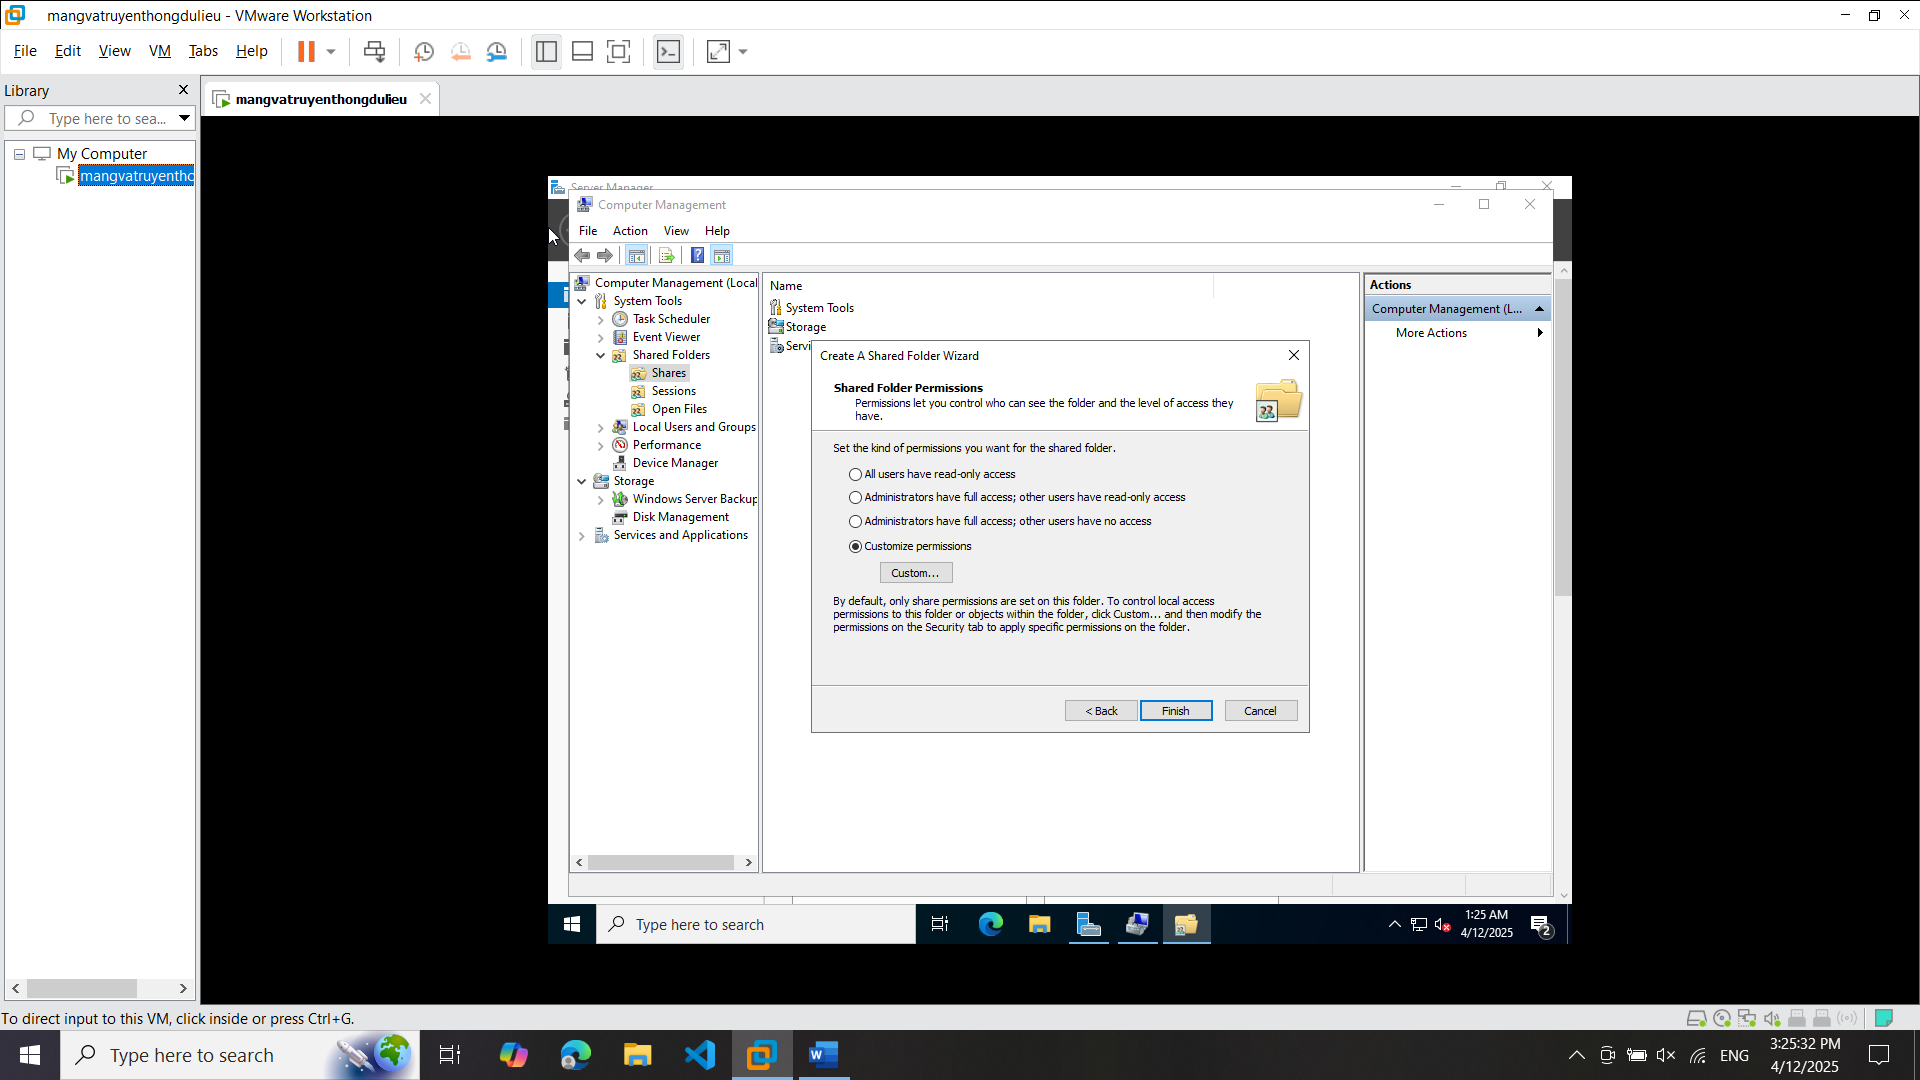 mangvatruyenthongdulieu - VMware Workstation
File Edit View VM Tabs Help
Library
mangvatruyenthongdulieu
Type here to sea...
My Computer
mangvatruyenthc
Server Manager
Computer Management
File Action View Help
Computer Management (Local
System Tools
Task Scheduler
Event Viewer
Shared Folders
Shares
Sessions
Open Files
Local Users and Groups
Performance
Device Manager
Storage
Windows Server Backup
Disk Management
Services and Applications
Name
System Tools
Storage
Servi
Actions
Computer Management (L...
More Actions
Create A Shared Folder Wizard
Shared Folder Permissions
Permissions let you control who can see the folder and the level of access they
have.
Set the kind of permissions you want for the shared folder.
All users have read-only access
Administrators have full access; other users have read-only access
Administrators have full access; other users have no access
Customize permissions
Custom...
By default, only share permissions are set on this folder. To control local access
permissions to this folder or objects within the folder, click Custom... and then modify the
permissions on the Security tab to apply specific permissions on the folder.
< Back Finish Cancel
Type here to search
1:25 AM
4/12/2025
2
To direct input to this VM, click inside or press Ctrl+G.
Type here to search
ENG
3:25:32 PM
4/12/2025